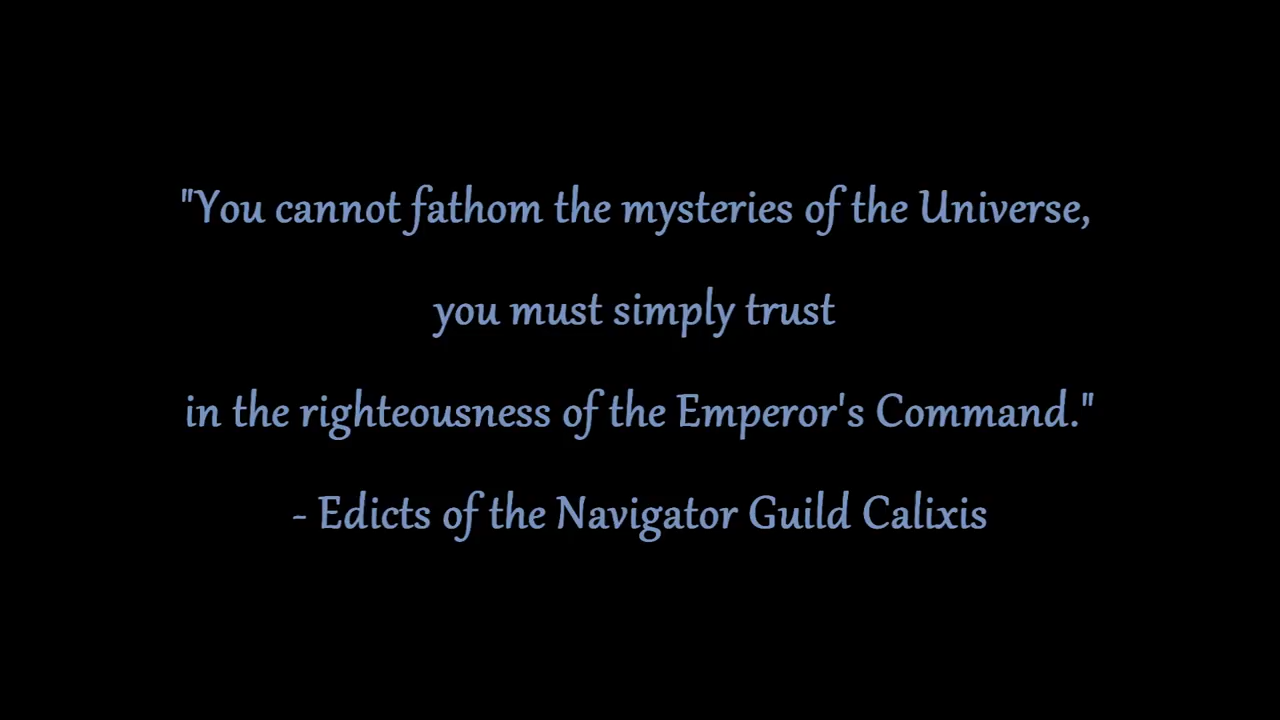 "You cannot fathom the mysteries of the Universe,
you must simply trust
in the righteousness of the Emperor's Command."
- Edicts of the Navigator Guild Calixis